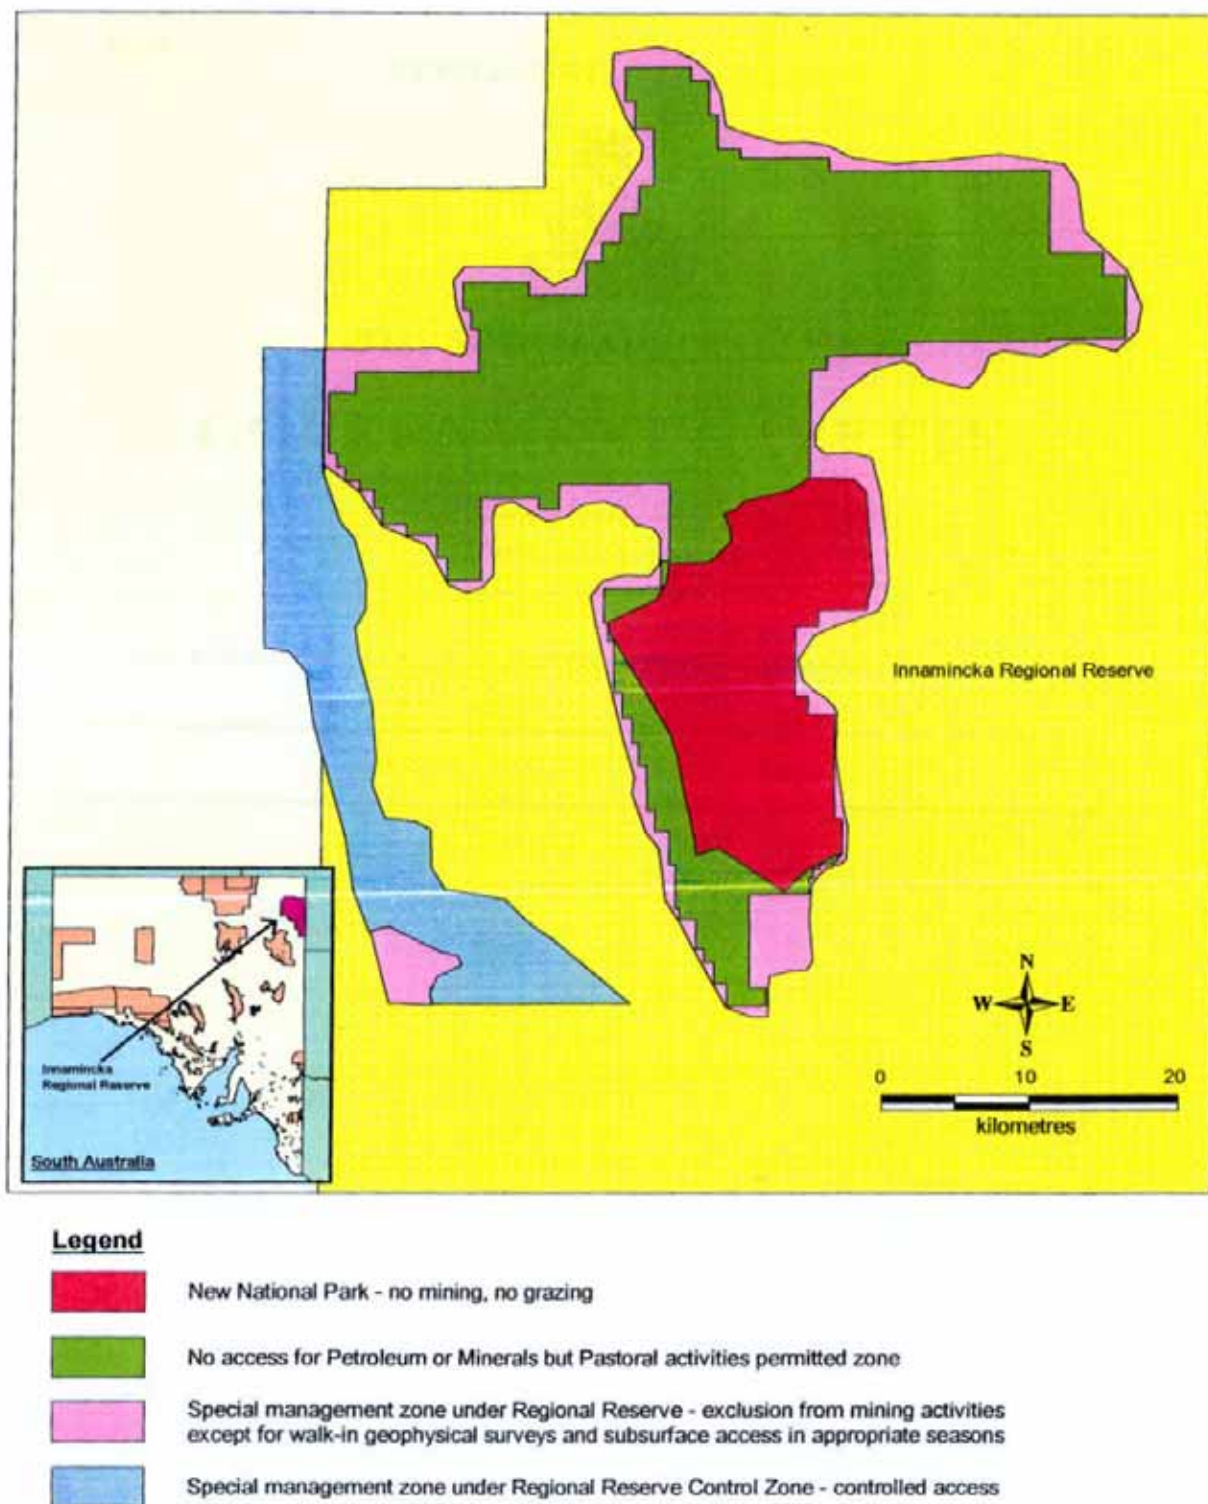 Innamincka Regional Reserve
N
W
E
S
0
10
20
kilometres
Innamincka
Regional Reserve
South Australia
Legend
New National Park - no mining, no grazing
No access for Petroleum or Minerals but Pastoral activities permitted zone
Special management zone under Regional Reserve - exclusion from mining activities
except for walk-in geophysical surveys and subsurface access in appropriate seasons
Special management zone under Regional Reserve Control Zone - controlled access